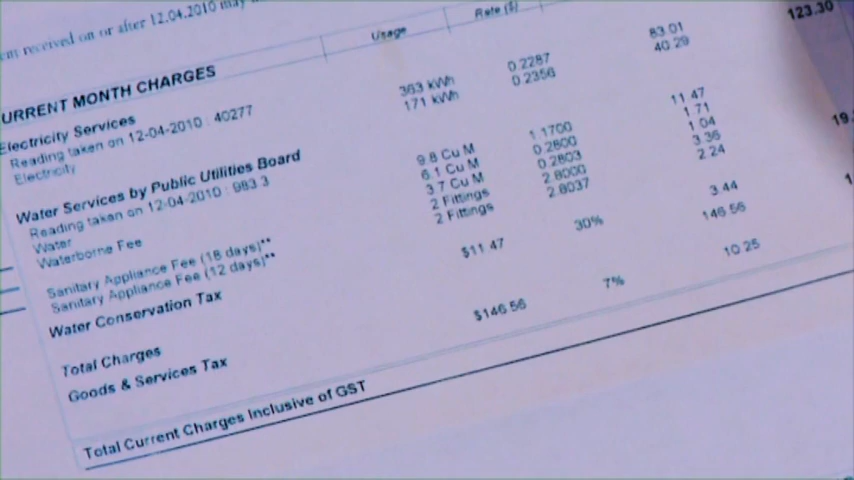 ent received on or after 12.04.2010 may
Usage Rate ($)
URRENT MONTH CHARGES
Electricity Services
Reading taken on 12-04-2010 : 40277
Electricity 363 kWh 0.2287 83.01 123.30
171 kWh 0.2356 40.29
Water Services by Public Utilities Board
Reading taken on 12-04-2010 : 983.3
Water 9.8 Cu M 1.1700 11.47 19.
Waterborne Fee 6.1 Cu M 0.2800 1.71
3.7 Cu M 0.2803 1.04
Sanitary Appliance Fee (18 days)** 2 Fittings 2.8000 3.36
Sanitary Appliance Fee (12 days)** 2 Fittings 2.8037 2.24
Water Conservation Tax $11.47 30% 3.44
Total Charges 146.56
Goods & Services Tax $146.56 7% 10.25
Total Current Charges Inclusive of GST